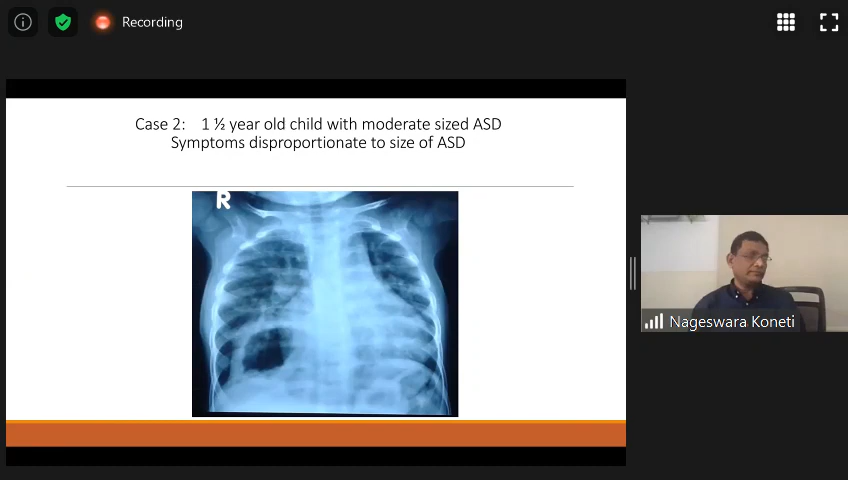 Recording
Case 2: 1 ½ year old child with moderate sized ASD
Symptoms disproportionate to size of ASD
R
Nageswara Koneti